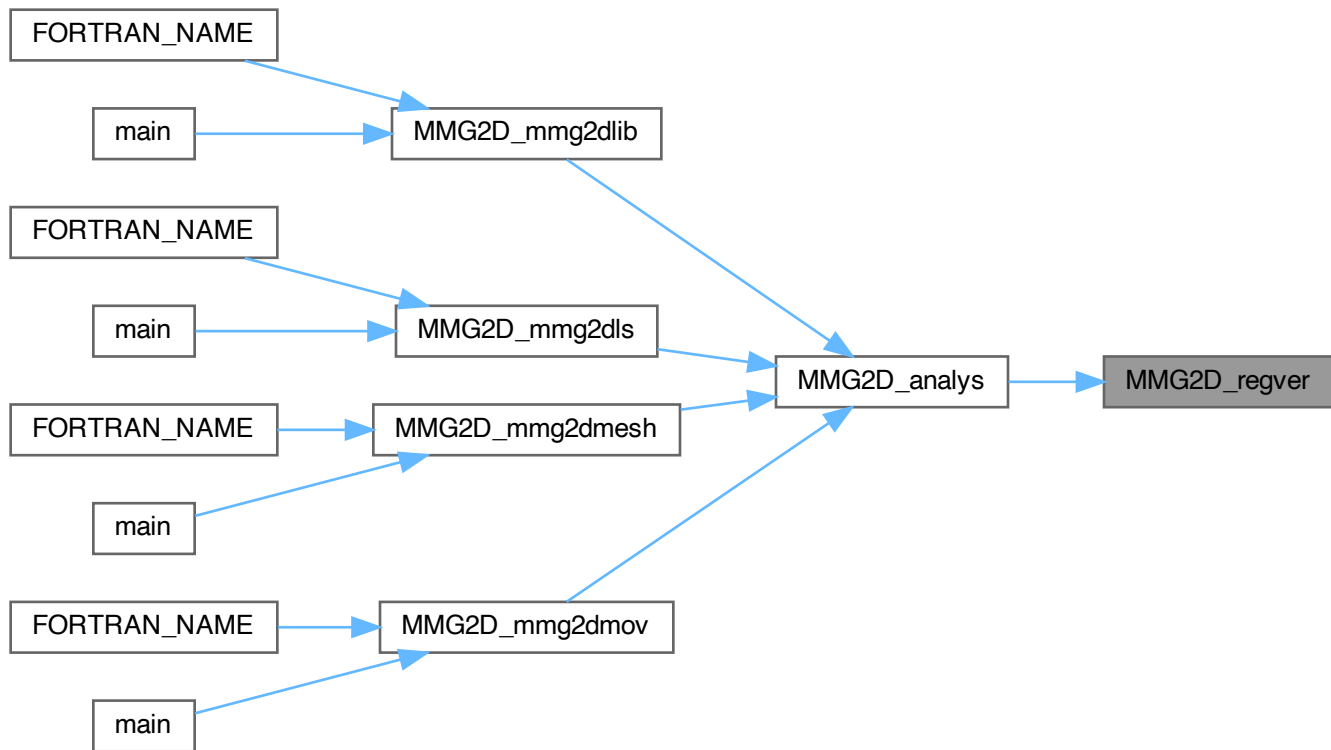 FORTRAN_NAME
main
MMG2D_mmg2dlib
FORTRAN_NAME
main
MMG2D_mmg2dls
MMG2D_analys
MMG2D_regver
FORTRAN_NAME
MMG2D_mmg2dmesh
main
FORTRAN_NAME
MMG2D_mmg2dmov
main